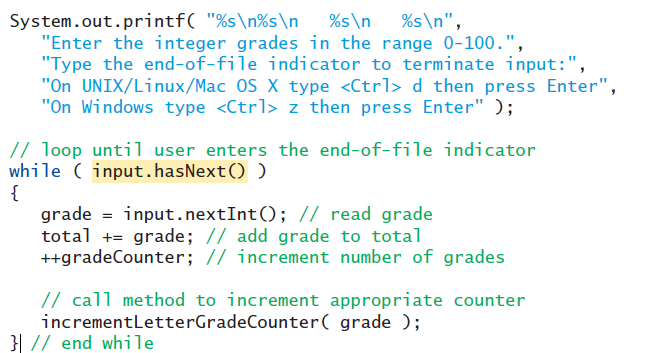 System.out.printf( "%s\n%s\n   %s\n   %s\n",
   "Enter the integer grades in the range 0-100.",
   "Type the end-of-file indicator to terminate input:",
   "On UNIX/Linux/Mac OS X type <Ctrl> d then press Enter",
   "On Windows type <Ctrl> z then press Enter" );

// loop until user enters the end-of-file indicator
while ( input.hasNext() )
{
   grade = input.nextInt(); // read grade
   total += grade; // add grade to total
   ++gradeCounter; // increment number of grades

   // call method to increment appropriate counter
   incrementLetterGradeCounter( grade );
} // end while